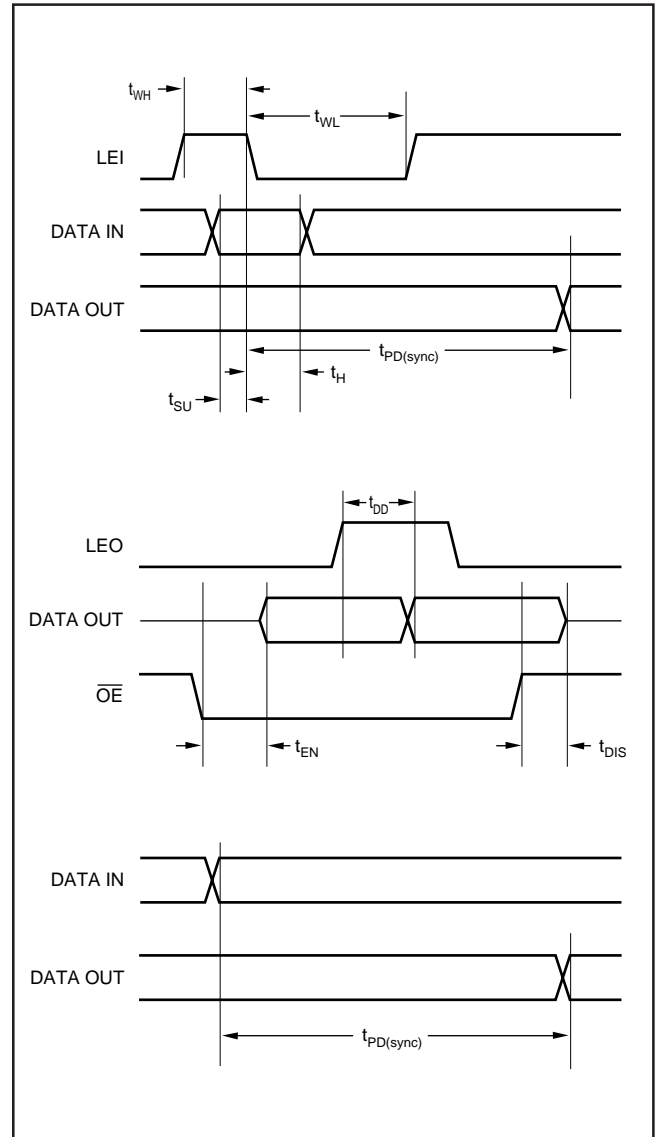 tWH
tWL
LEI
DATA IN
DATA OUT
tPD(sync)
tH
tSU
tDD
LEO
DATA OUT
OE
tEN
tDIS
DATA IN
DATA OUT
tPD(sync)